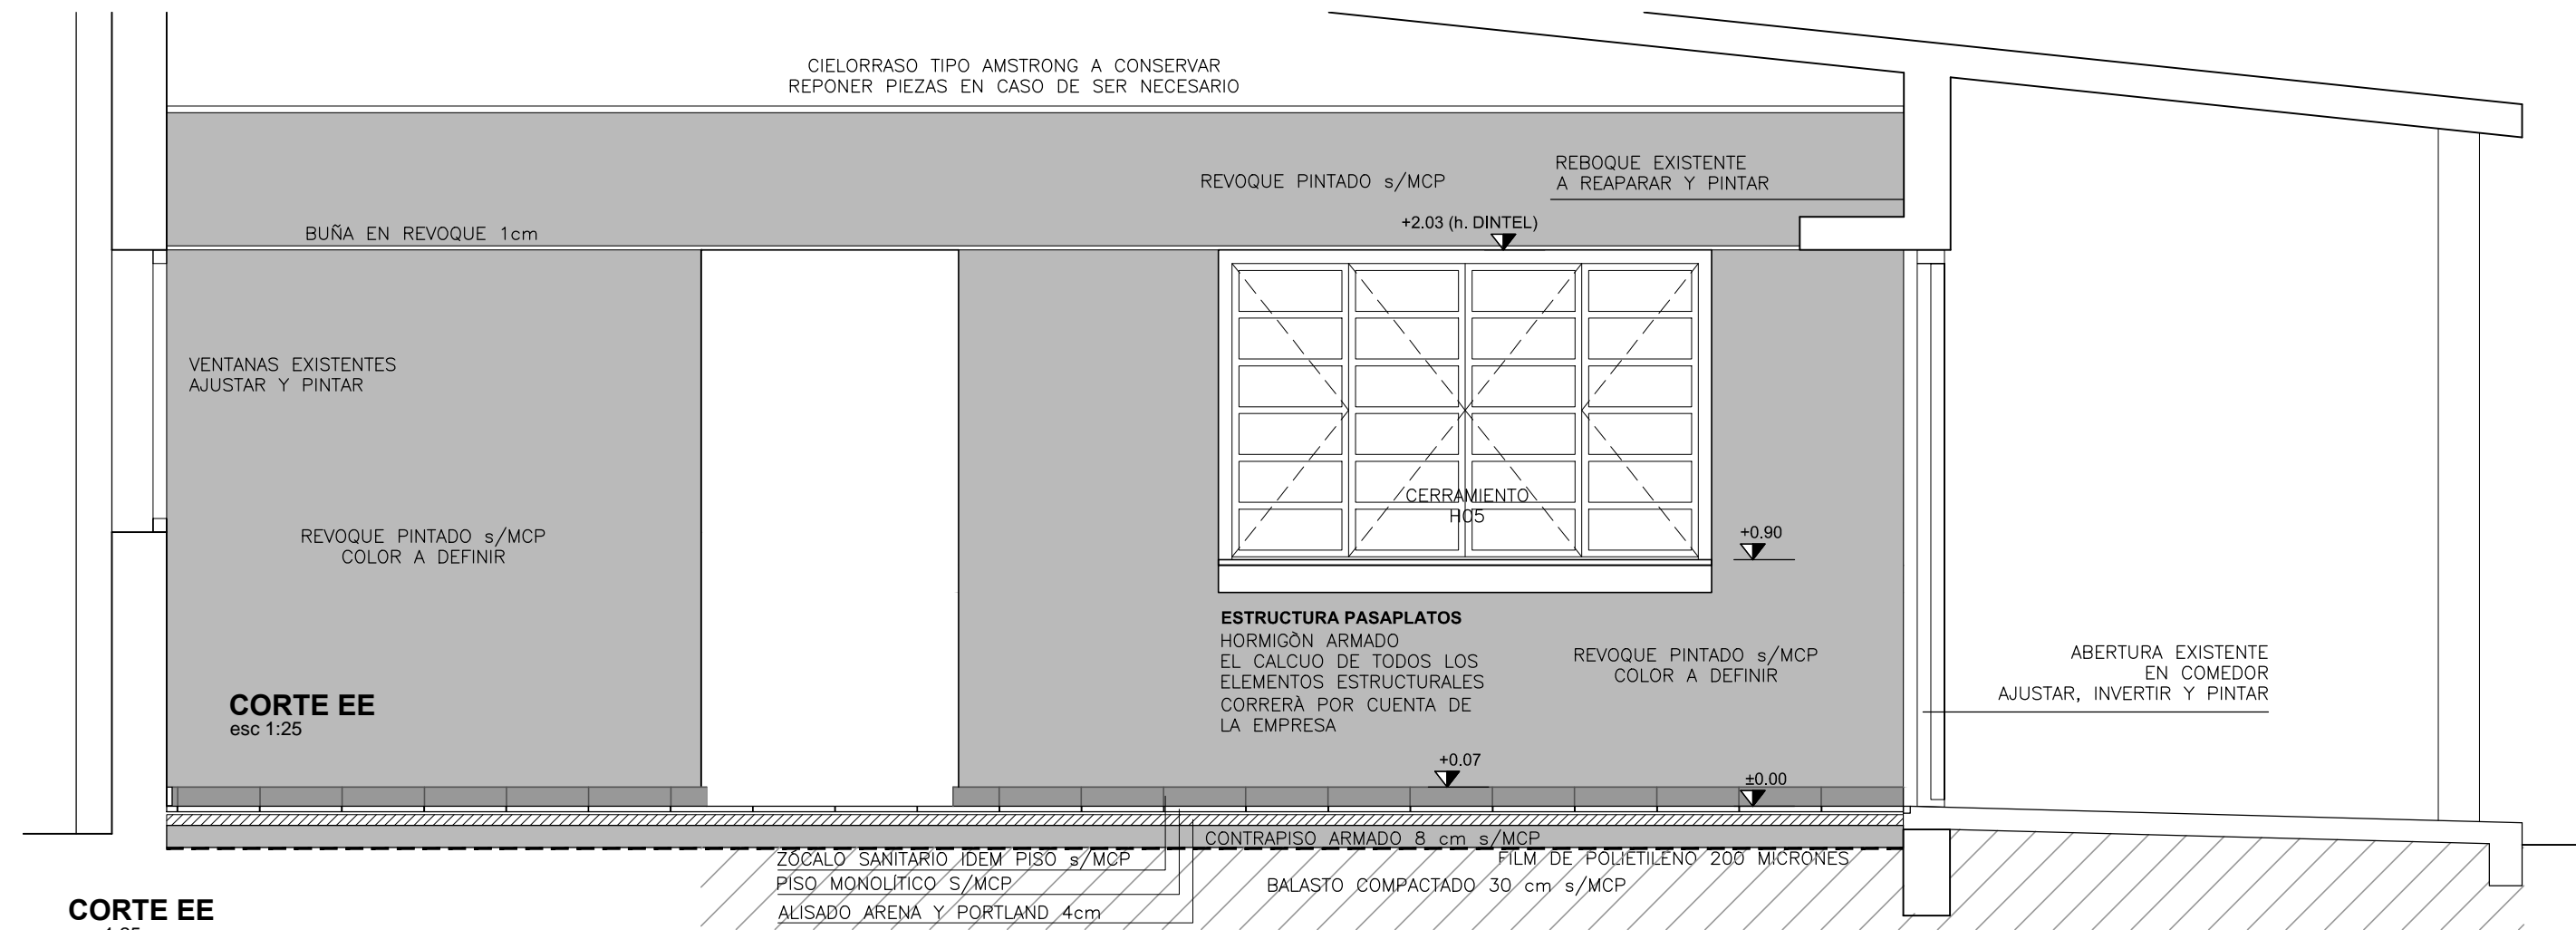 CIELORRASO TIPO AMSTRONG A CONSERVAR
REPONER PIEZAS EN CASO DE SER NECESARIO
REVOQUE PINTADO s/MCP
REBOQUE EXISTENTE
A REAPARAR Y PINTAR
+2.03 (h. DINTEL)
BUÑA EN REVOQUE 1cm
VENTANAS EXISTENTES
AJUSTAR Y PINTAR
CERRAMIENTO
H05
REVOQUE PINTADO s/MCP
COLOR A DEFINIR
+0.90
ESTRUCTURA PASAPLATOS
HORMIGÒN ARMADO
EL CALCUO DE TODOS LOS
ELEMENTOS ESTRUCTURALES
CORRERÀ POR CUENTA DE
LA EMPRESA
REVOQUE PINTADO s/MCP
COLOR A DEFINIR
ABERTURA EXISTENTE
EN COMEDOR
AJUSTAR, INVERTIR Y PINTAR
CORTE EE
esc 1:25
+0.07
±0.00
CONTRAPISO ARMADO 8 cm s/MCP
ZÓCALO SANITARIO IDEM PISO s/MCP
FILM DE POLIETILENO 200 MICRONES
PISO MONOLÍTICO S/MCP
BALASTO COMPACTADO 30 cm s/MCP
ALISADO ARENA Y PORTLAND 4cm
CORTE EE